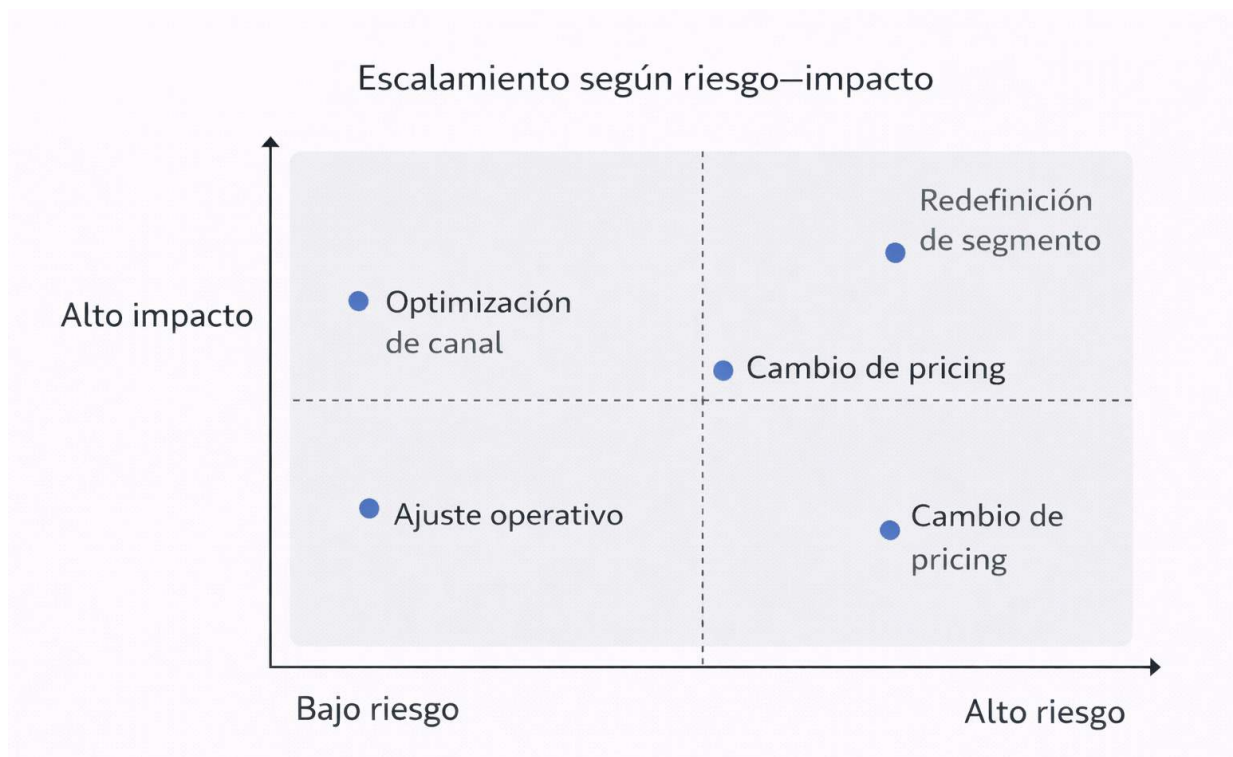 Escalamiento según riesgo—impacto
Redefinición
de segmento
Alto impacto
Optimización
de canal
Cambio de pricing
Ajuste operativo
Cambio de
pricing
Bajo riesgo
Alto riesgo